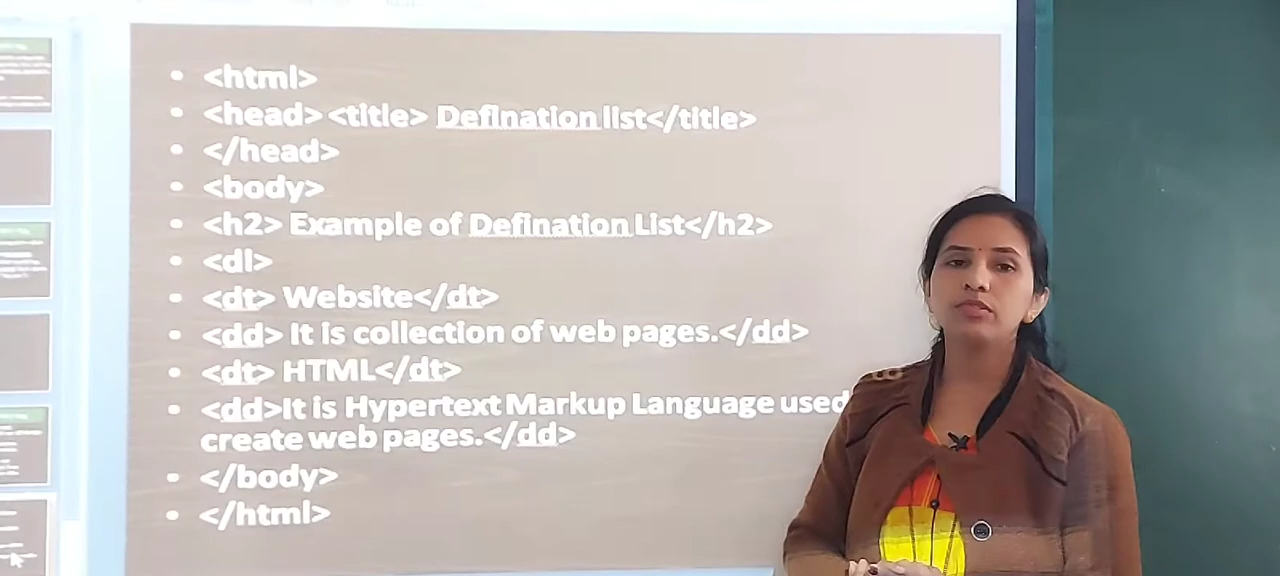 • <html>
• <head><title> Defination list</title>
• </head>
• <body>
• <h2> Example of Defination List</h2>
• <dl>
• <dt> Website</dt>
• <dd> It is collection of web pages.</dd>
• <dt> HTML</dt>
• <dd>It is Hypertext Markup Language used
create web pages.</dd>
• </body>
• </html>